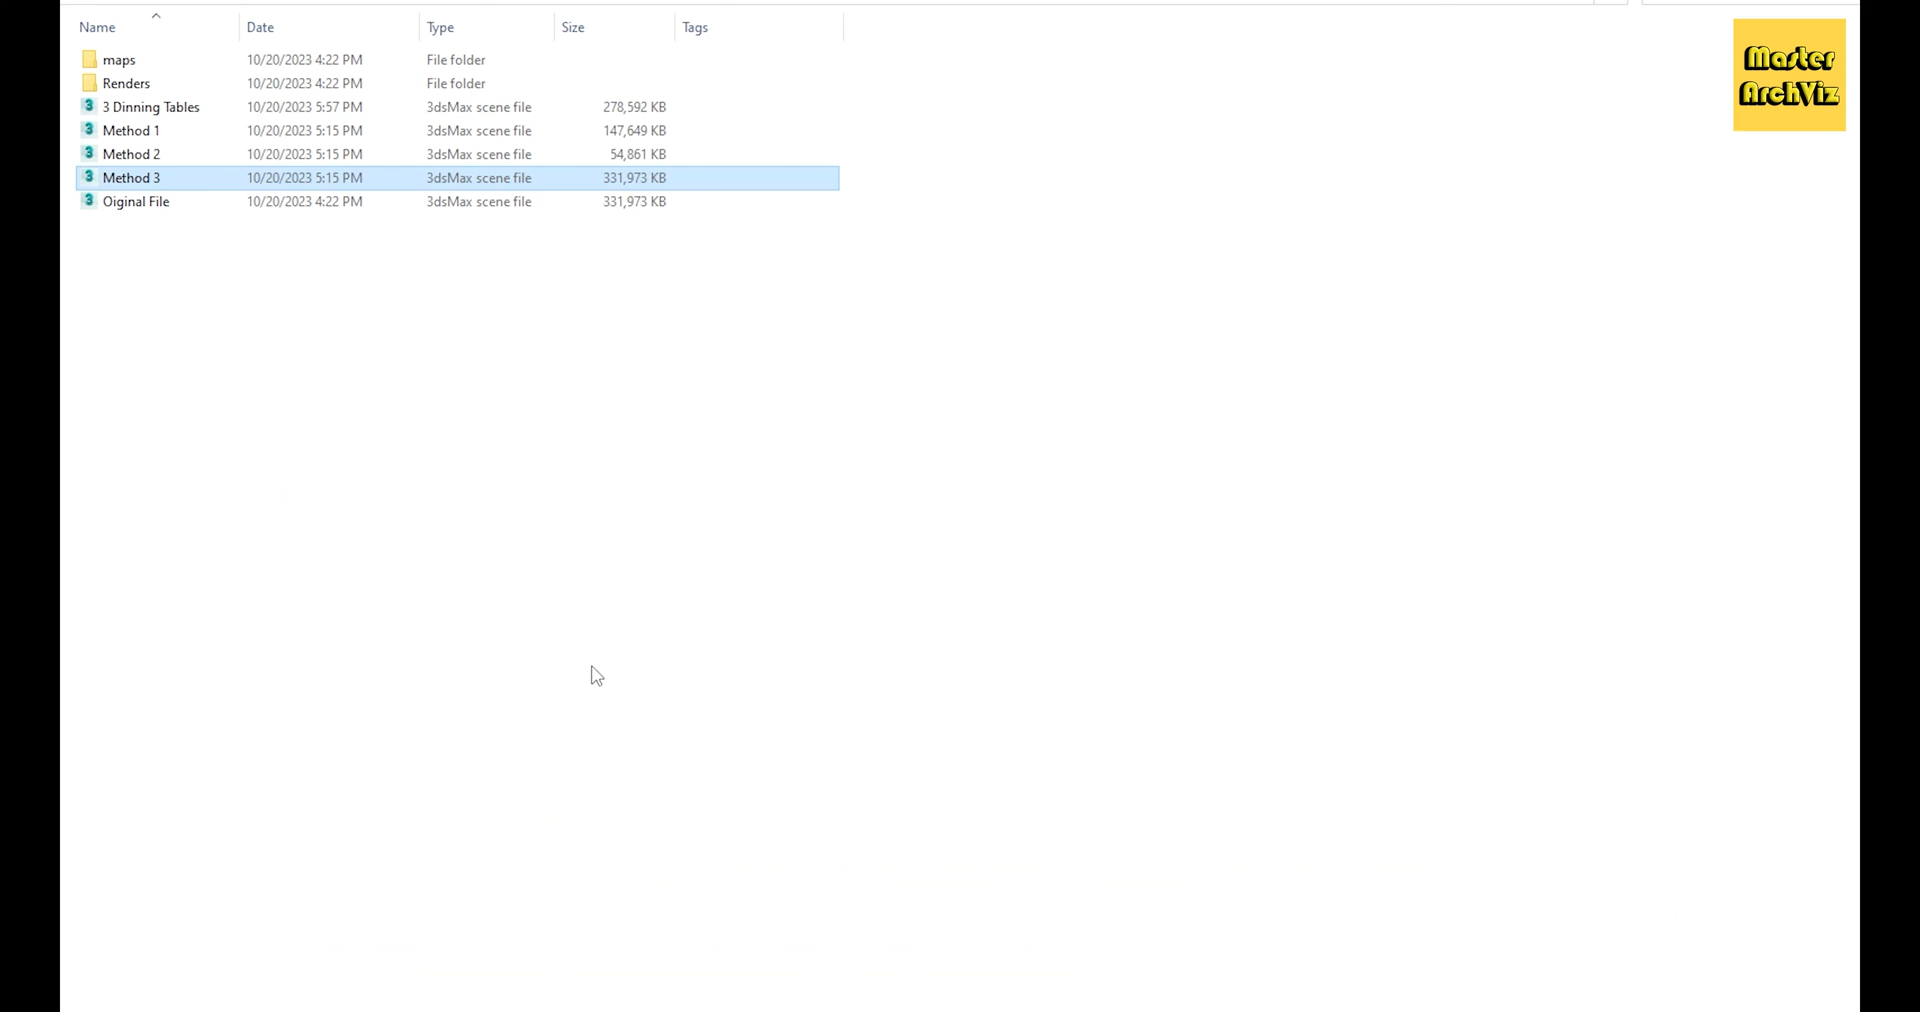 Name Date Type Size Tags
maps 10/20/2023 4:22 PM File folder
Renders 10/20/2023 4:22 PM File folder
3 Dinning Tables 10/20/2023 5:57 PM 3dsMax scene file 278,592 KB
Method 1 10/20/2023 5:15 PM 3dsMax scene file 147,649 KB
Method 2 10/20/2023 5:15 PM 3dsMax scene file 54,861 KB
Method 3 10/20/2023 5:15 PM 3dsMax scene file 331,973 KB
Oiginal File 10/20/2023 4:22 PM 3dsMax scene file 331,973 KB
Master
ArchViz